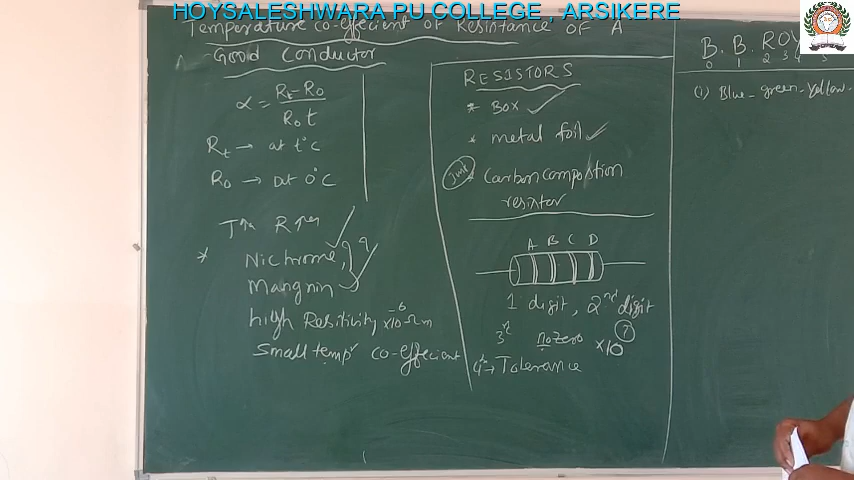 HOYSALESHWARA PU COLLEGE , ARSIKERE
Temperature co-efficient of Resistance OF A
Good Conductor
α = Rt - R0 / R0 t
Rt → at t°C
R0 → at 0°C
Tres Rres
* Nichrome,
Mangnin
high Resitivity ×10-6 Ωm
Small temp co-efficient
RESISTORS
* Box
* metal foil
* Carbon compostion
resistor
A B C D
1 digit, 2nd digit
3rd no zero ×10
4th → Tolerance
B. B. ROY
0 1 2 3 4 5
(1) Blue - green - yellow -